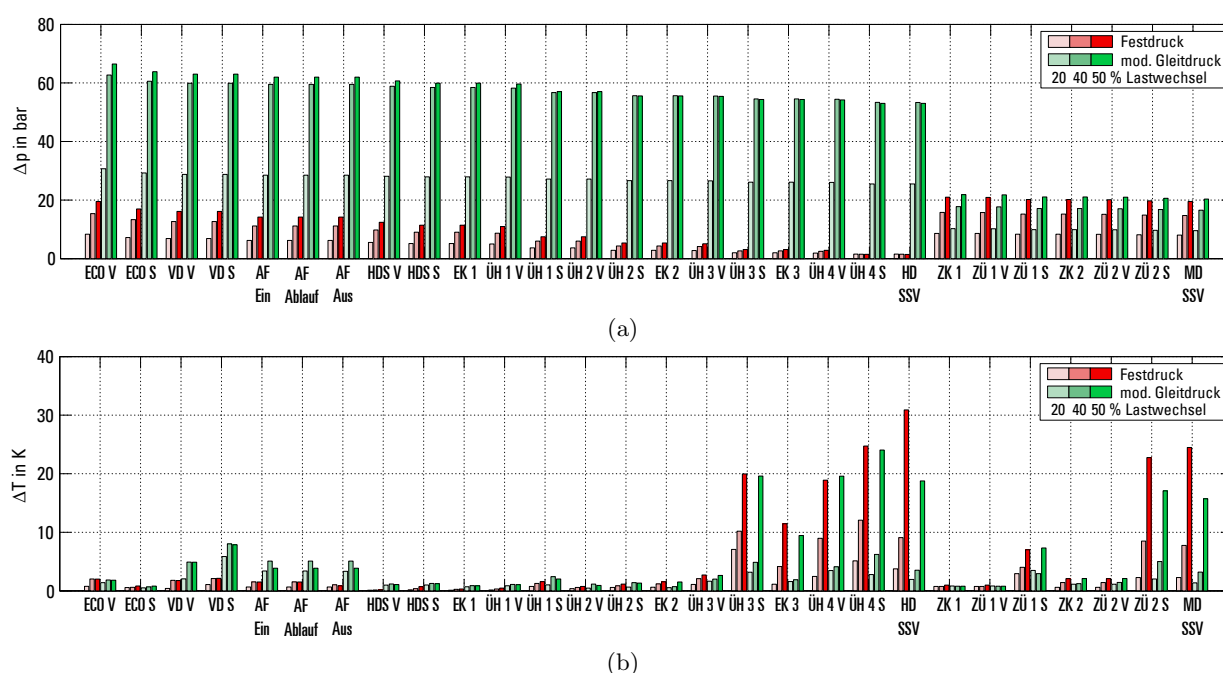 80
60
40
20
0
Δp in bar
Festdruck
mod. Gleitdruck
20 40 50 % Lastwechsel
ECO V ECO S VD V VD S AF AF AF HDS V HDS S EK 1 ÜH 1 V ÜH 1 S ÜH 2 V ÜH 2 S EK 2 ÜH 3 V ÜH 3 S EK 3 ÜH 4 V ÜH 4 S HD ZK 1 ZÜ 1 V ZÜ 1 S ZK 2 ZÜ 2 V ZÜ 2 S MD
Ein Ablauf Aus SSV SSV
(a)
40
30
20
10
0
ΔT in K
Festdruck
mod. Gleitdruck
20 40 50 % Lastwechsel
ECO V ECO S VD V VD S AF AF AF HDS V HDS S EK 1 ÜH 1 V ÜH 1 S ÜH 2 V ÜH 2 S EK 2 ÜH 3 V ÜH 3 S EK 3 ÜH 4 V ÜH 4 S HD ZK 1 ZÜ 1 V ZÜ 1 S ZK 2 ZÜ 2 V ZÜ 2 S MD
Ein Ablauf Aus SSV SSV
(b)